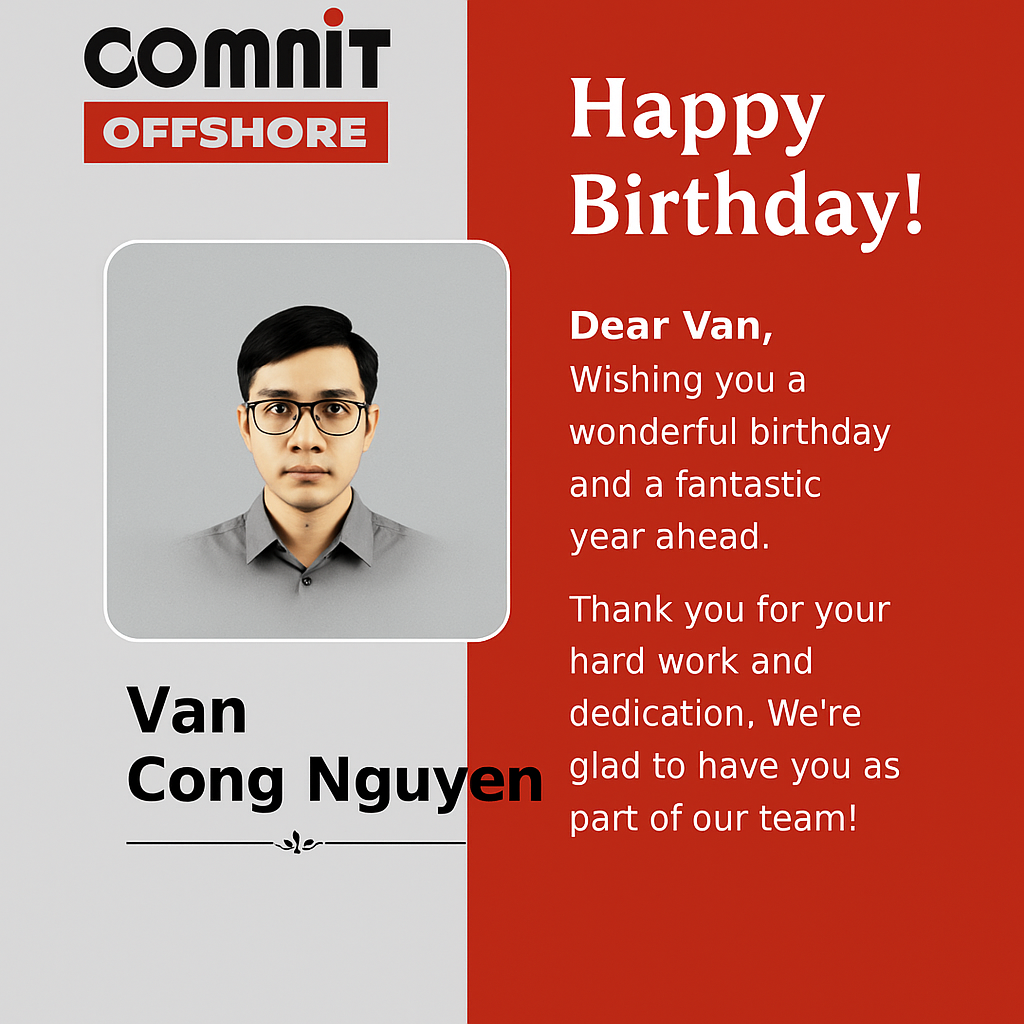 comnit
OFFSHORE
Happy
Birthday!
Dear Van,
Wishing you a
wonderful birthday
and a fantastic
year ahead.
Thank you for your
hard work and
dedication, We're
glad to have you as
part of our team!
Van
Cong Nguyen